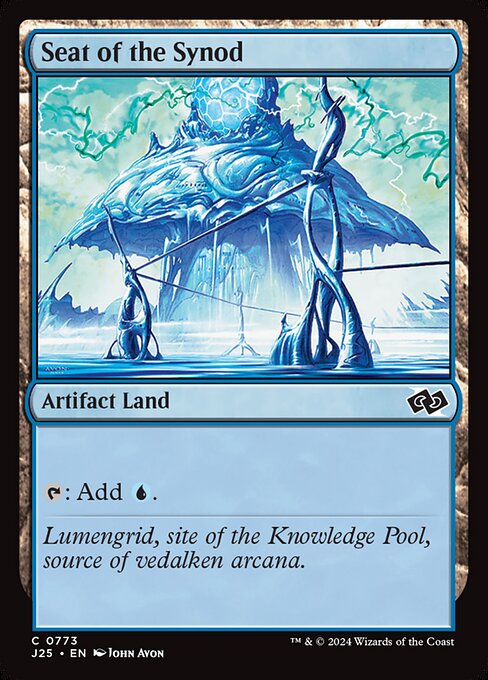 Seat of the Synod
AVON
Artifact Land
: Add .
Lumengrid, site of the Knowledge Pool,
source of vedalken arcana.
C 0773
J25 • EN JOHN AVON
™ & © 2024 Wizards of the Coast